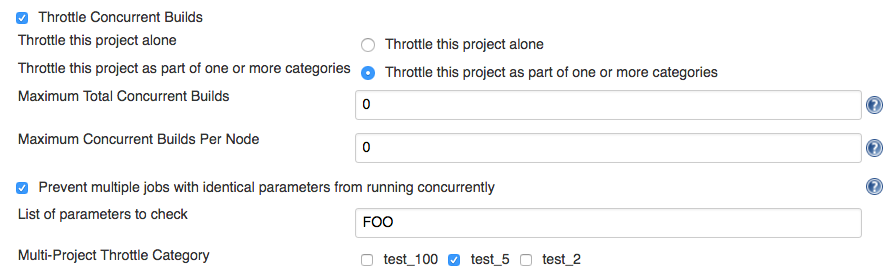 Throttle Concurrent Builds
Throttle this project alone Throttle this project alone
Throttle this project as part of one or more categories Throttle this project as part of one or more categories
Maximum Total Concurrent Builds 0 ?
Maximum Concurrent Builds Per Node 0 ?
Prevent multiple jobs with identical parameters from running concurrently ?
List of parameters to check FOO
Multi-Project Throttle Category test_100 test_5 test_2